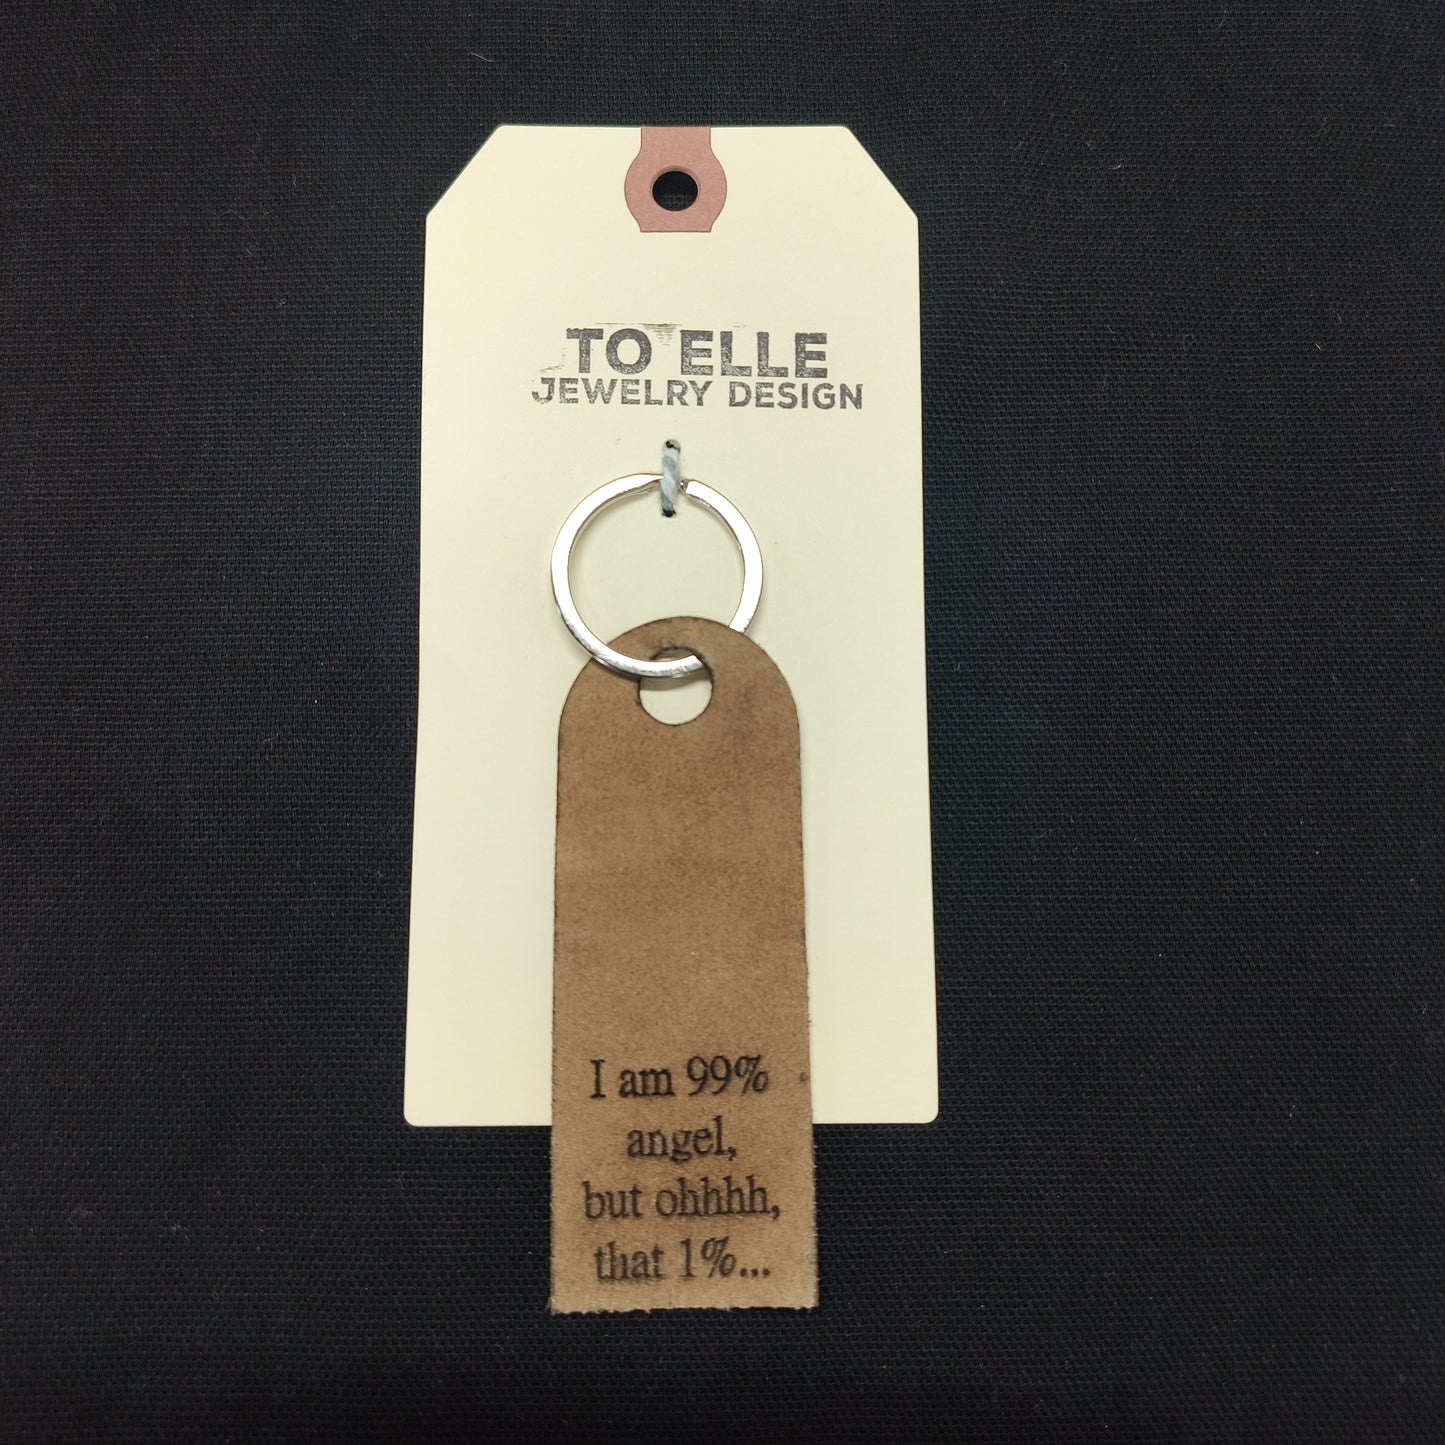 TO ELLE
JEWELRY DESIGN
I am 99%
angel,
but ohhhh,
that 1%...